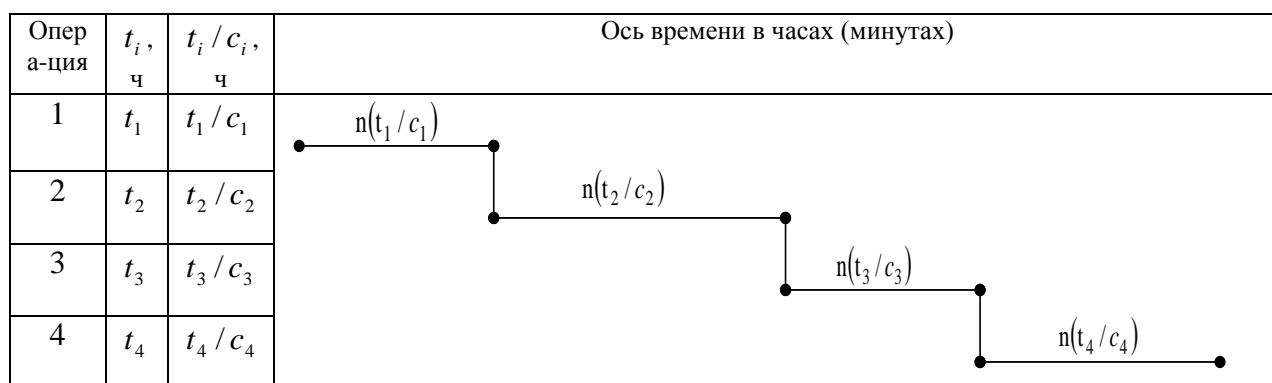 Опер
а-ция
t_i ,
ч
t_i / c_i ,
ч
Ось времени в часах (минутах)
1
t_1
t_1 / c_1
n(t_1 / c_1)
2
t_2
t_2 / c_2
n(t_2 / c_2)
3
t_3
t_3 / c_3
n(t_3 / c_3)
4
t_4
t_4 / c_4
n(t_4 / c_4)